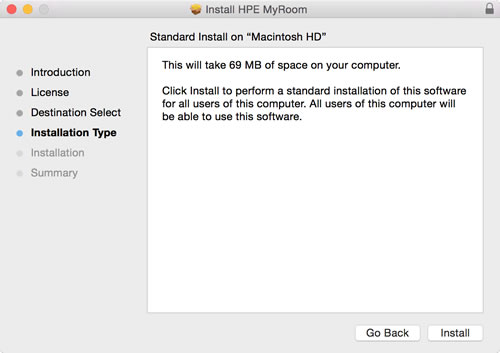 Install HPE MyRoom
Standard Install on “Macintosh HD”
Introduction
License
Destination Select
Installation Type
Installation
Summary
This will take 69 MB of space on your computer.
Click Install to perform a standard installation of this software
for all users of this computer. All users of this computer will
be able to use this software.
Go Back
Install